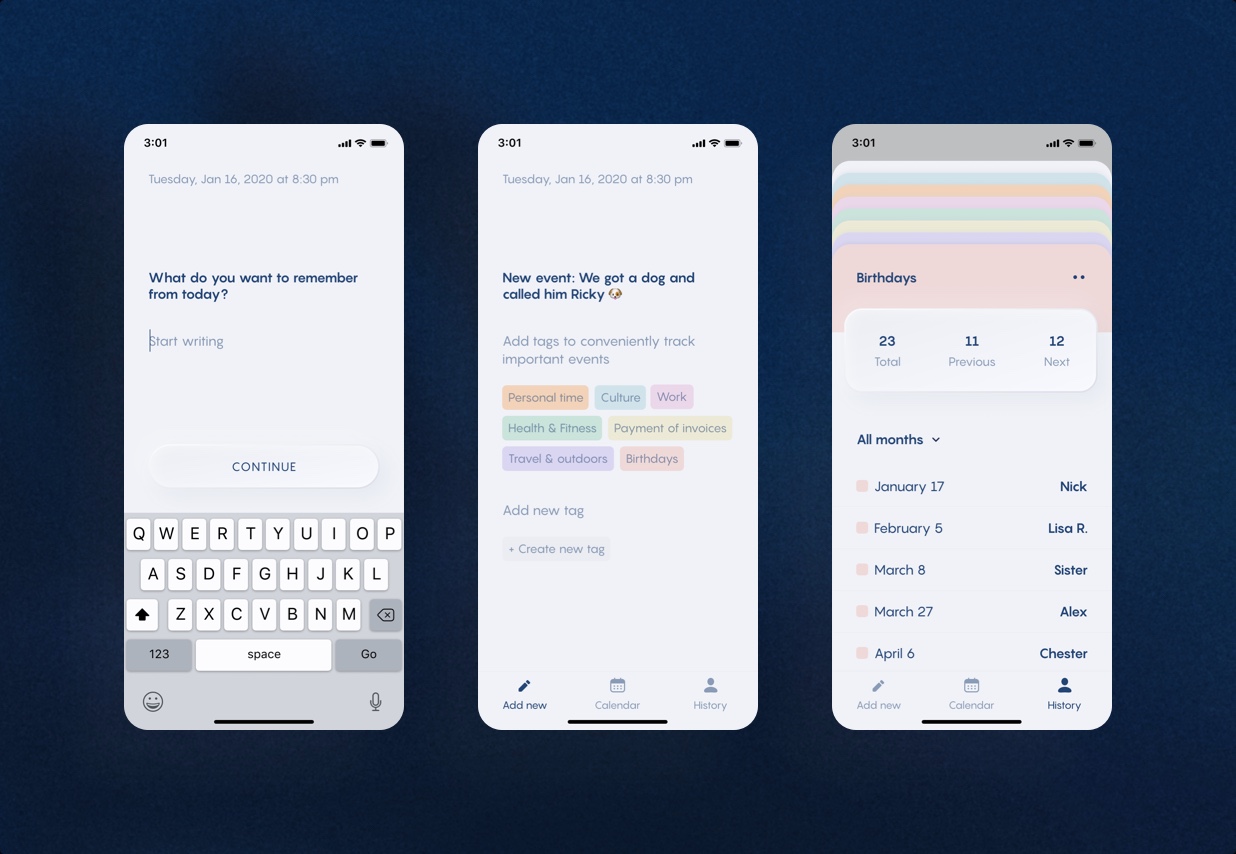 3:01
Tuesday, Jan 16, 2020 at 8:30 pm
What do you want to remember
from today?
Start writing
CONTINUE
Q W E R T Y U I O P
A S D F G H J K L
Z X C V B N M
123 space Go
3:01
Tuesday, Jan 16, 2020 at 8:30 pm
New event: We got a dog and
called him Ricky 🐶
Add tags to conveniently track
important events
Personal time Culture Work
Health & Fitness Payment of invoices
Travel & outdoors Birthdays
Add new tag
+ Create new tag
Add new Calendar History
3:01
Birthdays
23 11 12
Total Previous Next
All months
January 17 Nick
February 5 Lisa R.
March 8 Sister
March 27 Alex
April 6 Chester
Add new Calendar History